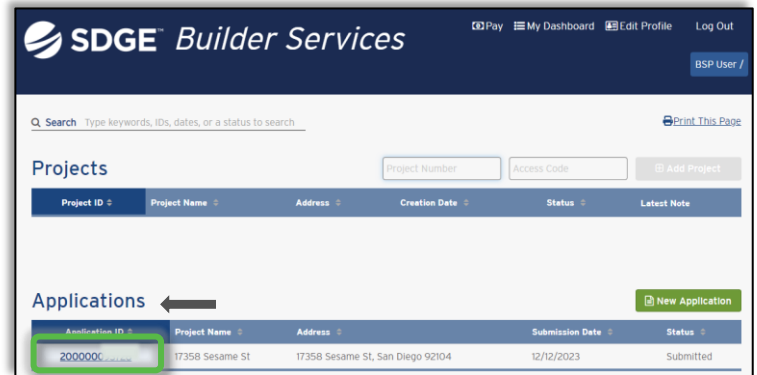 SDGE™ Builder Services
Pay My Dashboard Edit Profile Log Out
BSP User /
Search Type keywords, IDs, dates, or a status to search
Print This Page
Projects
Project Number Access Code Add Project
Project ID Project Name Address Creation Date Status Latest Note
Applications
New Application
Application ID Project Name Address Submission Date Status
17358 Sesame St 17358 Sesame St, San Diego 92104 12/12/2023 Submitted